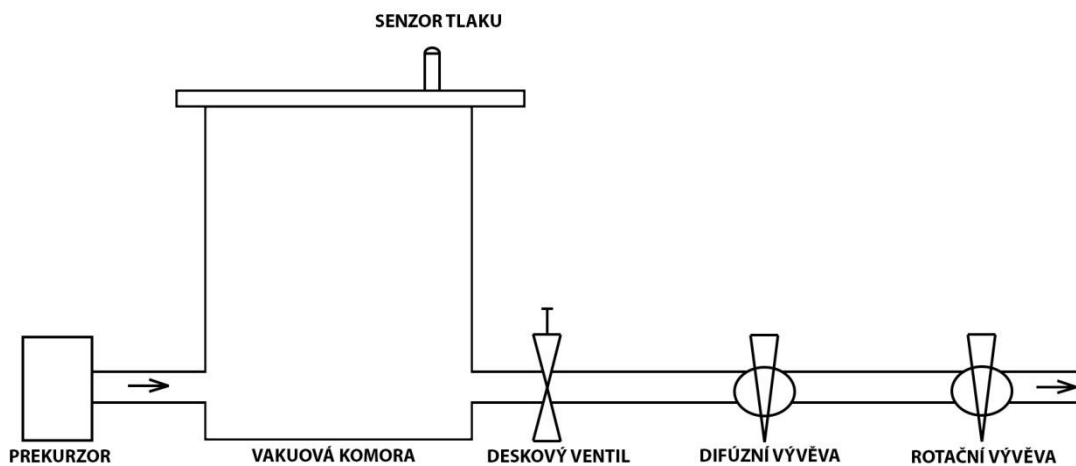 SENZOR TLAKU
PREKURZOR
VAKUOVÁ KOMORA
DESKOVÝ VENTIL
DIFÚZNÍ VÝVĚVA
ROTAČNÍ VÝVĚVA